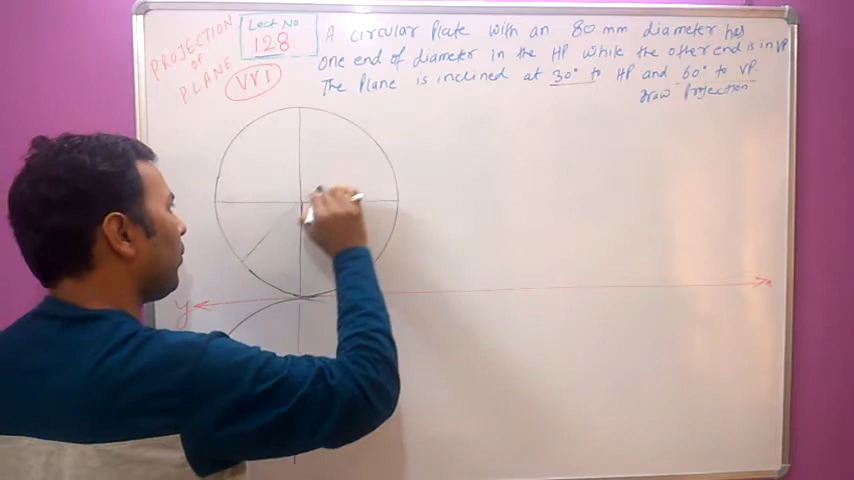 PROJECTION
OF
PLANE
Lect No
128
VVI
A circular Plate with an 80 mm diameter has
one end of diameter in the HP while the other end is in VP
The Plane is inclined at 30° to HP and 60° to VP.
Draw Projection
y
x